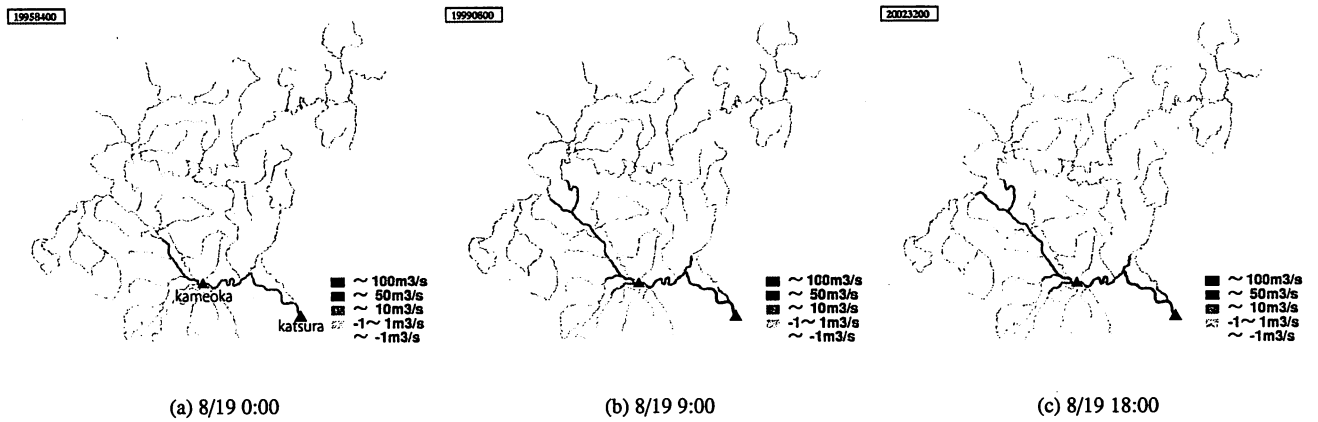 19958400
19990800
20023200
kameoka
katsura
~ 100m3/s
~ 50m3/s
~ 10m3/s
-1~ 1m3/s
~ -1m3/s
~ 100m3/s
~ 50m3/s
~ 10m3/s
-1~ 1m3/s
~ -1m3/s
~ 100m3/s
~ 50m3/s
~ 10m3/s
-1~ 1m3/s
~ -1m3/s
(a) 8/19 0:00
(b) 8/19 9:00
(c) 8/19 18:00